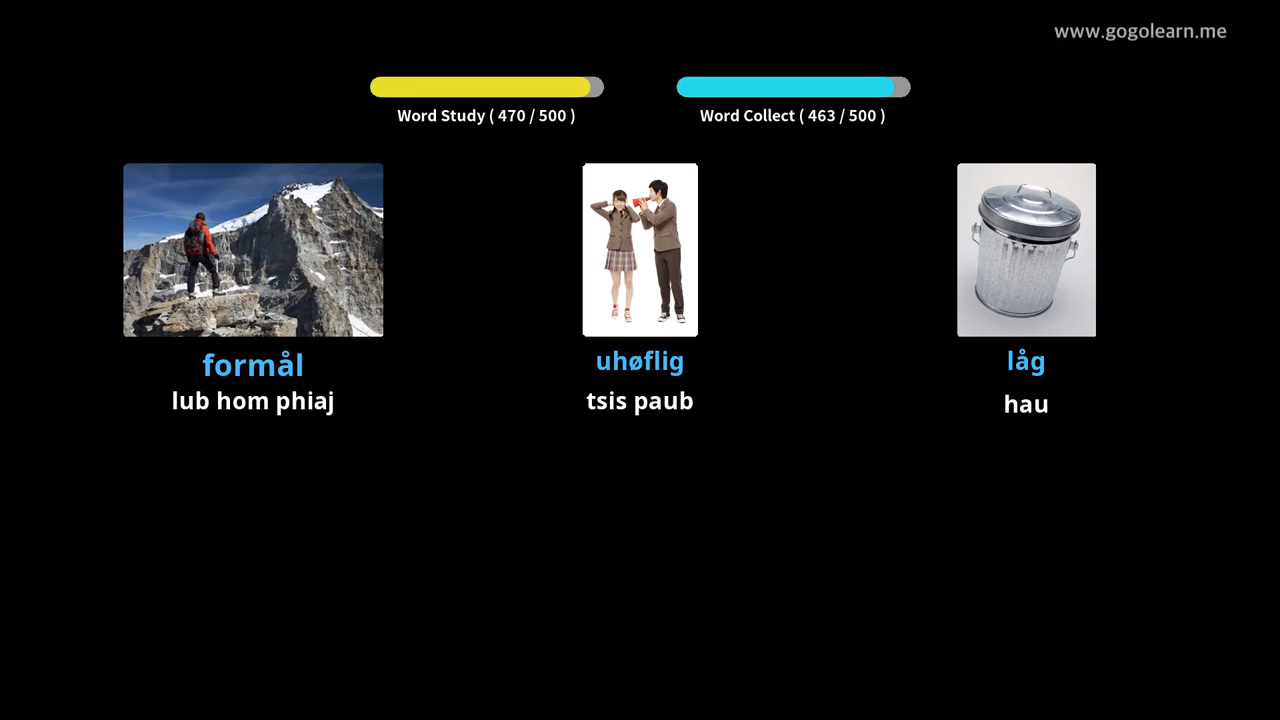 www.gogolearn.me
Word Study ( 470 / 500 )
Word Collect ( 463 / 500 )
formål
lub hom phiaj
uhøflig
tsis paub
låg
hau